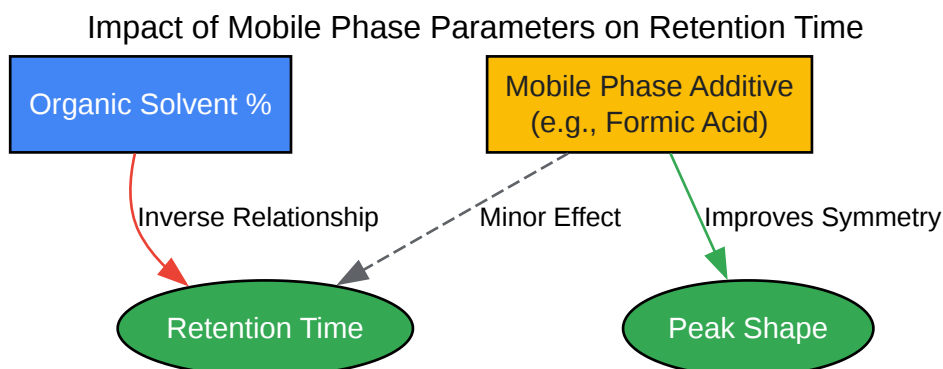 Impact of Mobile Phase Parameters on Retention Time
Organic Solvent %
Mobile Phase Additive
(e.g., Formic Acid)
Inverse Relationship
Minor Effect
Improves Symmetry
Retention Time
Peak Shape